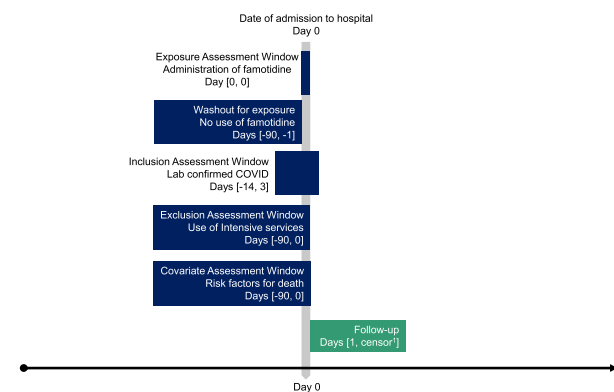 Date of admission to hospital
Day 0
Exposure Assessment Window
Administration of famotidine
Day [0, 0]
Washout for exposure
No use of famotidine
Days [-90, -1]
Inclusion Assessment Window
Lab confirmed COVID
Days [-14, 3]
Exclusion Assessment Window
Use of Intensive services
Days [-90, 0]
Covariate Assessment Window
Risk factors for death
Days [-90, 0]
Follow-up
Days [1, censor¹]
Day 0